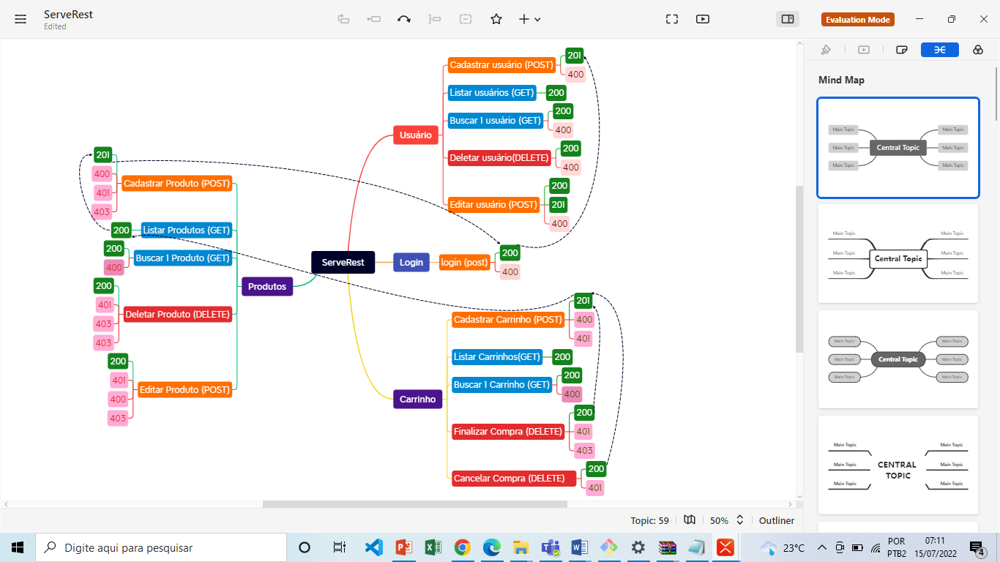 ServeRest
Edited
Evaluation Mode
Cadastrar usuário (POST)
201
400
Listar usuários (GET)
200
Buscar 1 usuário (GET)
200
400
Usuário
Deletar usuário(DELETE)
200
400
Editar usuário (POST)
200
201
400
201
400
401
403
Cadastrar Produto (POST)
200
Listar Produtos (GET)
200
400
Buscar 1 Produto (GET)
Produtos
200
401
403
403
Deletar Produto (DELETE)
200
401
400
403
Editar Produto (POST)
ServeRest
Login
login (post)
200
400
Cadastrar Carrinho (POST)
201
400
401
Listar Carrinhos(GET)
200
Buscar 1 Carrinho (GET)
200
400
Carrinho
Finalizar Compra (DELETE)
200
401
403
Cancelar Compra (DELETE)
200
401
Mind Map
Main Topic
Main Topic
Main Topic
Central Topic
Main Topic
Main Topic
Main Topic
Main Topic
Main Topic
Main Topic
Central Topic
Main Topic
Main Topic
Main Topic
Main Topic
Main Topic
Main Topic
Central Topic
Main Topic
Main Topic
Main Topic
Main Topic
Main Topic
Main Topic
CENTRAL
TOPIC
Main Topic
Main Topic
Main Topic
Topic: 59
50%
Outliner
Digite aqui para pesquisar
23°C
POR
PTB2
07:11
15/07/2022
4